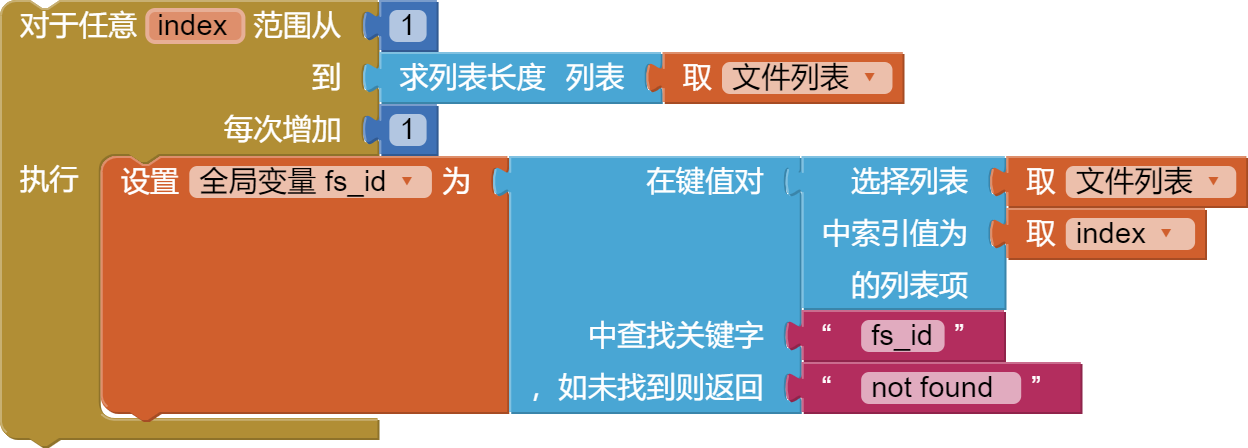 对于任意 index 范围从 1
到 求列表长度 列表 取 文件列表
每次增加 1
执行 设置 全局变量 fs_id 为 在键值对 选择列表 取 文件列表
中索引值为 取 index
的列表项
中查找关键字 “ fs_id ”
，如未找到则返回 “ not found ”